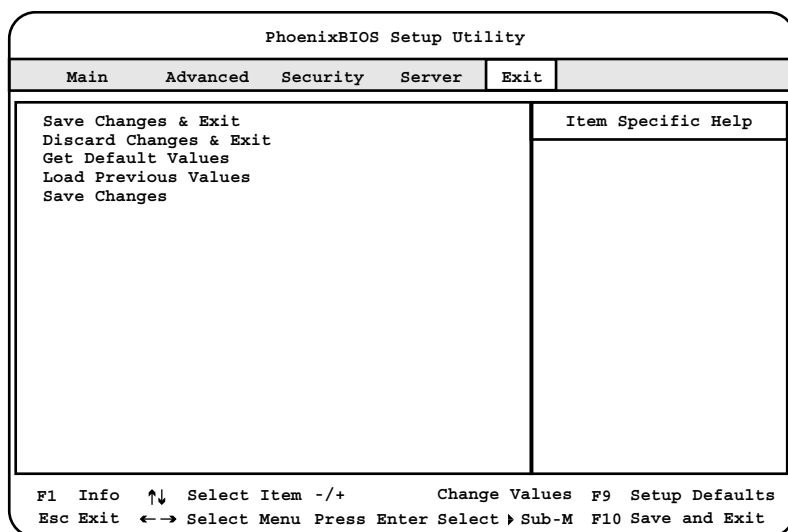 PhoenixBIOS Setup Utility
Main Advanced Security Server Exit
Save Changes & Exit
Discard Changes & Exit
Get Default Values
Load Previous Values
Save Changes
Item Specific Help
F1 Info ↑↓ Select Item -/+ Change Values F9 Setup Defaults
Esc Exit ←→ Select Menu Press Enter Select ▶ Sub-M F10 Save and Exit